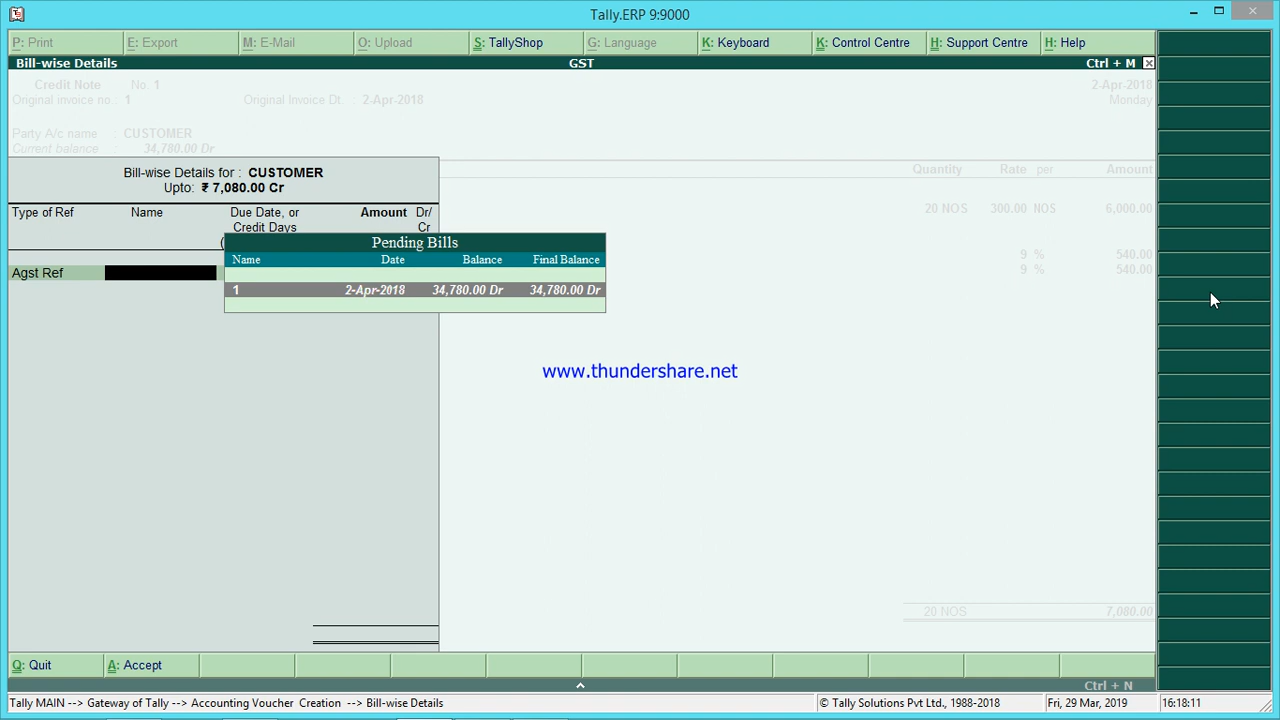 Tally.ERP 9:9000
P: Print E: Export M: E-Mail O: Upload S: TallyShop G: Language K: Keyboard K: Control Centre H: Support Centre H: Help
Bill-wise Details GST Ctrl + M
Credit Note No. 1 2-Apr-2018
Original invoice no.: 1 Original Invoice Dt. : 2-Apr-2018 Monday
Party A/c name : CUSTOMER
Current balance : 34,780.00 Dr
Bill-wise Details for : CUSTOMER
Upto: ₹ 7,080.00 Cr
Quantity Rate per Amount
Type of Ref Name Due Date, or Amount Dr/
Credit Days Cr
20 NOS 300.00 NOS 6,000.00
(
Pending Bills
Name Date Balance Final Balance
9 % 540.00
9 % 540.00
Agst Ref
1 2-Apr-2018 34,780.00 Dr 34,780.00 Dr
www.thundershare.net
20 NOS 7,080.00
Q: Quit A: Accept
Ctrl + N
Tally MAIN --> Gateway of Tally --> Accounting Voucher Creation --> Bill-wise Details © Tally Solutions Pvt Ltd., 1988-2018 Fri, 29 Mar, 2019 16:18:11